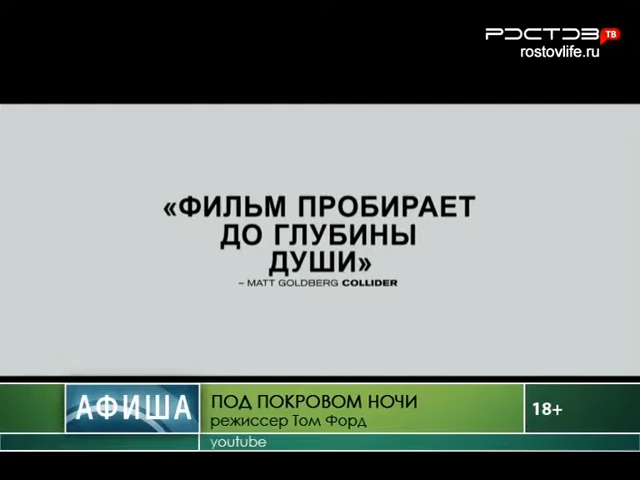 РОСТОВ ТВ
rostovlife.ru
«ФИЛЬМ ПРОБИРАЕТ
ДО ГЛУБИНЫ
ДУШИ»
– MATT GOLDBERG COLLIDER
АФИША
ПОД ПОКРОВОМ НОЧИ
режиссер Том Форд
18+
youtube